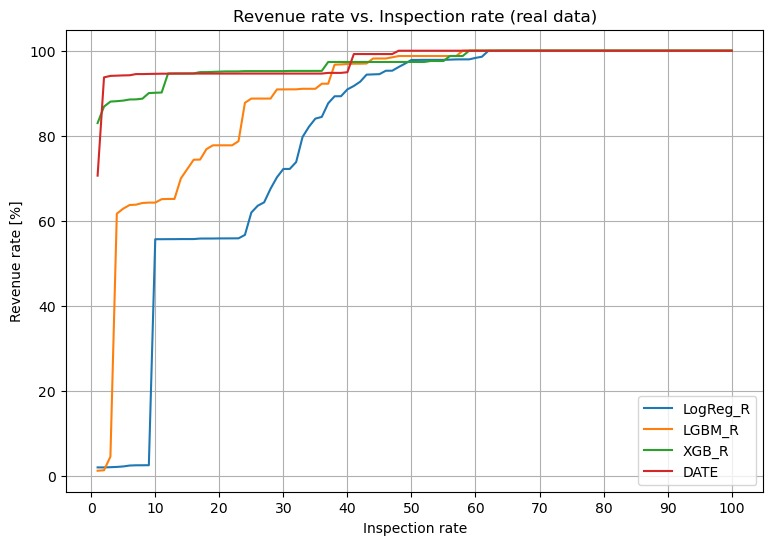 Revenue rate vs. Inspection rate (real data)
Revenue rate [%]
100
80
60
40
20
0
0 10 20 30 40 50 60 70 80 90 100
Inspection rate
LogReg_R
LGBM_R
XGB_R
DATE